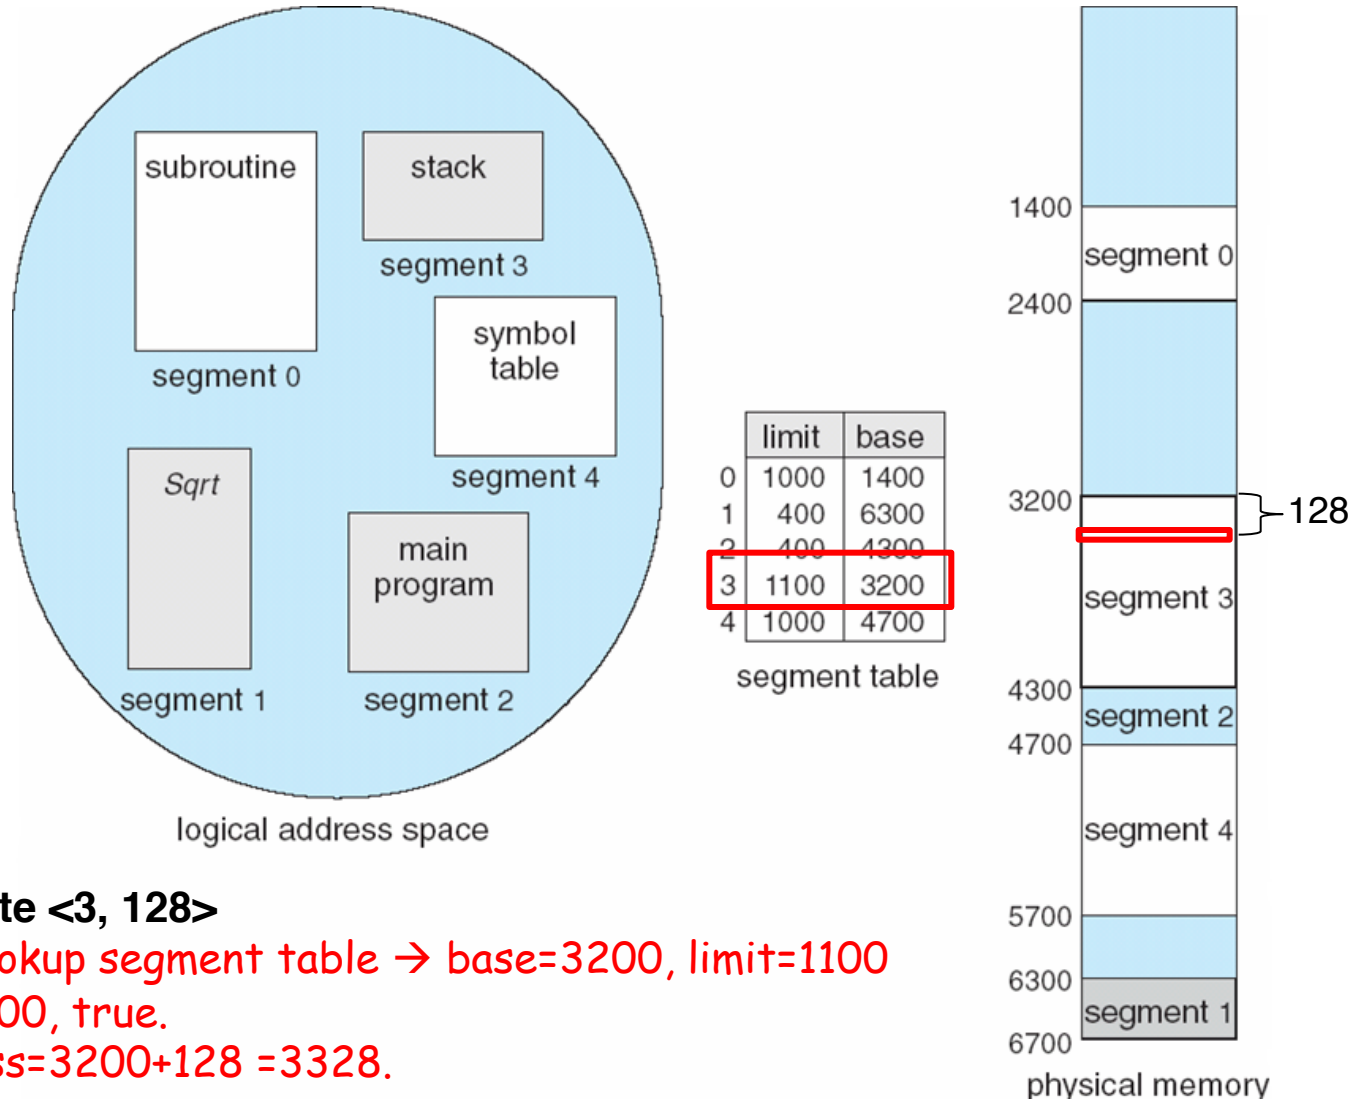 subroutine
stack
segment 3
segment 0
symbol
table
segment 4
Sqrt
segment 1
main
program
segment 2
logical address space
limit base
0 1000 1400
1 400 6300
2 400 4300
3 1100 3200
4 1000 4700
segment table
1400
segment 0
2400
3200
128
segment 3
4300
segment 2
4700
segment 4
5700
6300
segment 1
6700
physical memory
te <3, 128>
okup segment table → base=3200, limit=1100
00, true.
ss=3200+128 =3328.